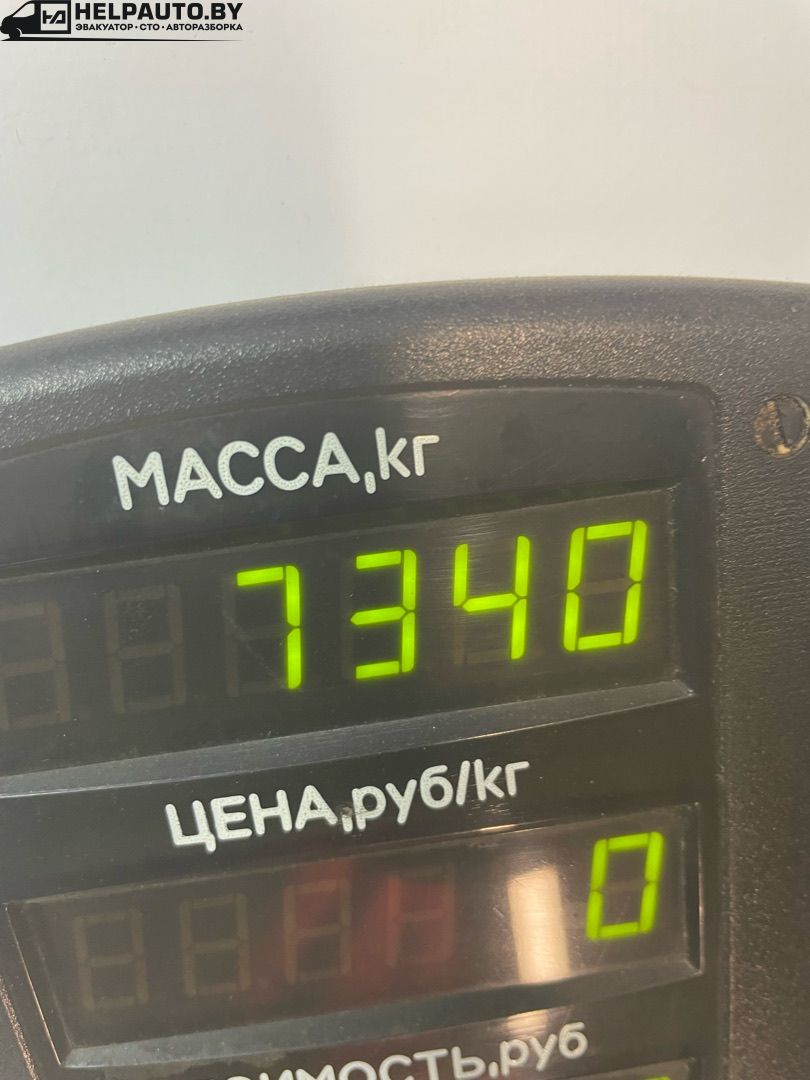 HELPAUTO.BY
ЭВАКУАТОР · СТО · АВТОРАЗБОРКА
МАССА,кг
7340
ЦЕНА,руб/кг
0